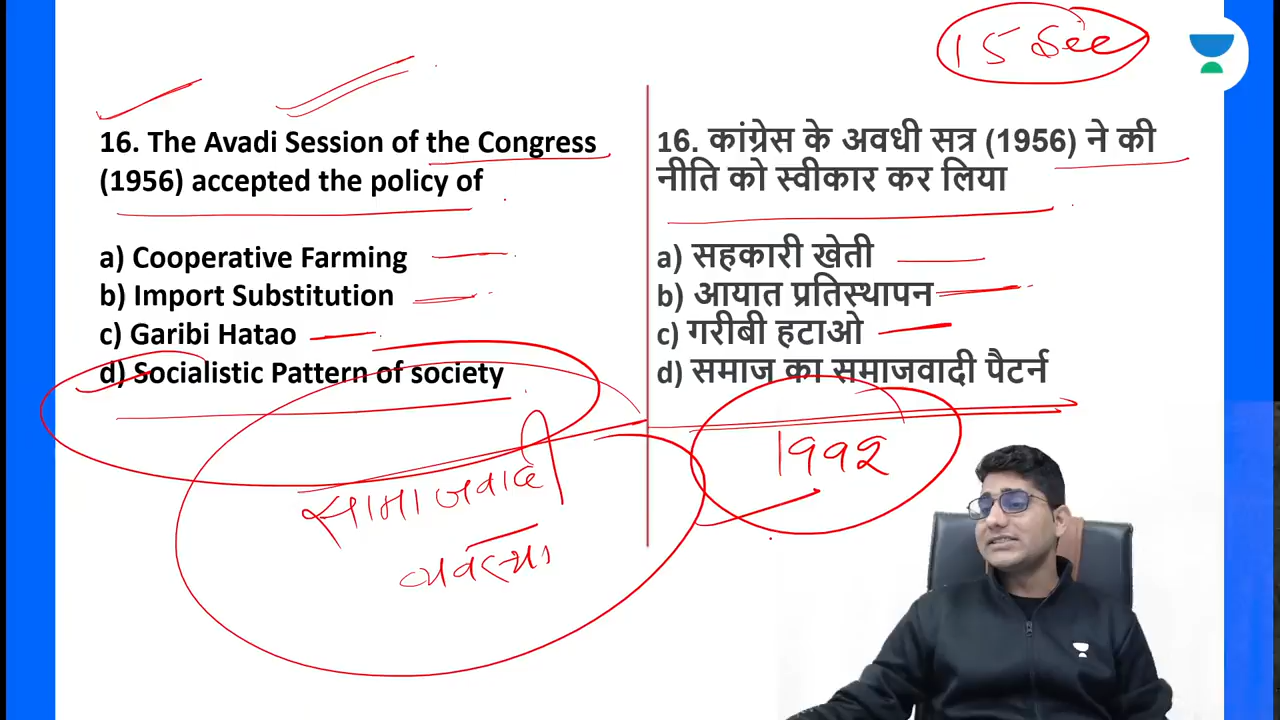 15 Sec
16. The Avadi Session of the Congress
(1956) accepted the policy of
a) Cooperative Farming
b) Import Substitution
c) Garibi Hatao
d) Socialistic Pattern of society
16. कांग्रेस के अवधी सत्र (1956) ने की
नीति को स्वीकार कर लिया
a) सहकारी खेती
b) आयात प्रतिस्थापन
c) गरीबी हटाओ
d) समाज का समाजवादी पैटर्न
1992
सामाजवादी
व्यवस्था